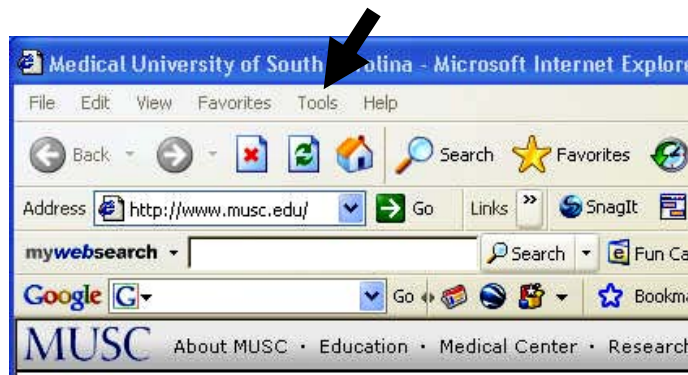 Medical University of South Carolina - Microsoft Internet Explore
File Edit View Favorites Tools Help
Back Search Favorites
Address http://www.musc.edu/ Go Links » SnagIt
mywebsearch Search Fun Ca
Google G Go Bookma
MUSC About MUSC · Education · Medical Center · Research